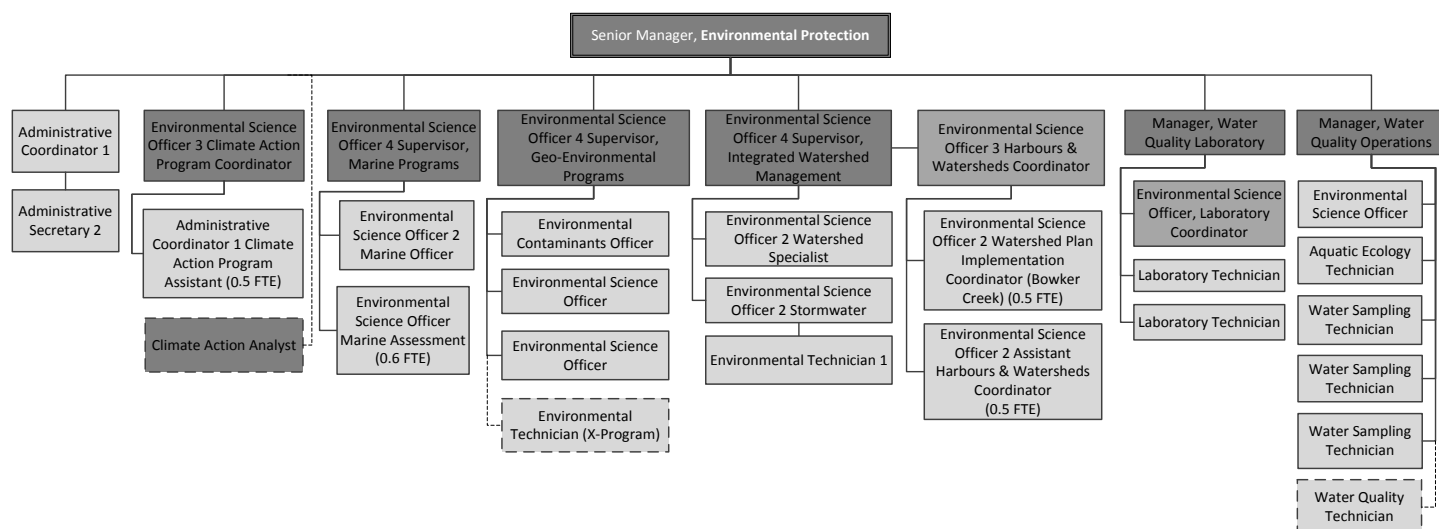 Senior Manager, Environmental Protection
Administrative
Coordinator 1
Administrative
Secretary 2
Environmental Science
Officer 3 Climate Action
Program Coordinator
Administrative
Coordinator 1 Climate
Action Program
Assistant (0.5 FTE)
Climate Action Analyst
Environmental Science
Officer 4 Supervisor,
Marine Programs
Environmental
Science Officer 2
Marine Officer
Environmental
Science Officer
Marine Assessment
(0.6 FTE)
Environmental Science
Officer 4 Supervisor,
Geo-Environmental
Programs
Environmental
Contaminants Officer
Environmental Science
Officer
Environmental Science
Officer
Environmental
Technician (X-Program)
Environmental Science
Officer 4 Supervisor,
Integrated Watershed
Management
Environmental Science
Officer 2 Watershed
Specialist
Environmental Science
Officer 2 Stormwater
Environmental Technician 1
Environmental Science
Officer 3 Harbours &
Watersheds Coordinator
Environmental Science
Officer 2 Watershed Plan
Implementation
Coordinator (Bowker
Creek) (0.5 FTE)
Environmental Science
Officer 2 Assistant
Harbours & Watersheds
Coordinator
(0.5 FTE)
Manager, Water
Quality Laboratory
Environmental Science
Officer, Laboratory
Coordinator
Laboratory Technician
Laboratory Technician
Manager, Water
Quality Operations
Environmental
Science Officer
Aquatic Ecology
Technician
Water Sampling
Technician
Water Sampling
Technician
Water Sampling
Technician
Water Quality
Technician